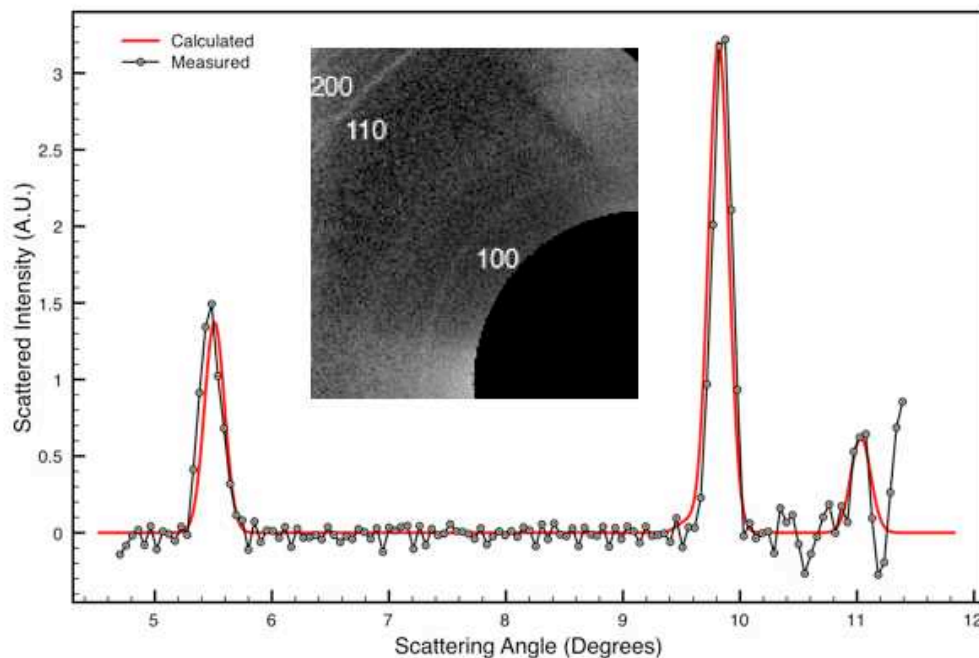 Calculated
Measured
200
110
100
3
2.5
2
1.5
1
0.5
0
Scattered Intensity (A.U.)
5 6 7 8 9 10 11 12
Scattering Angle (Degrees)